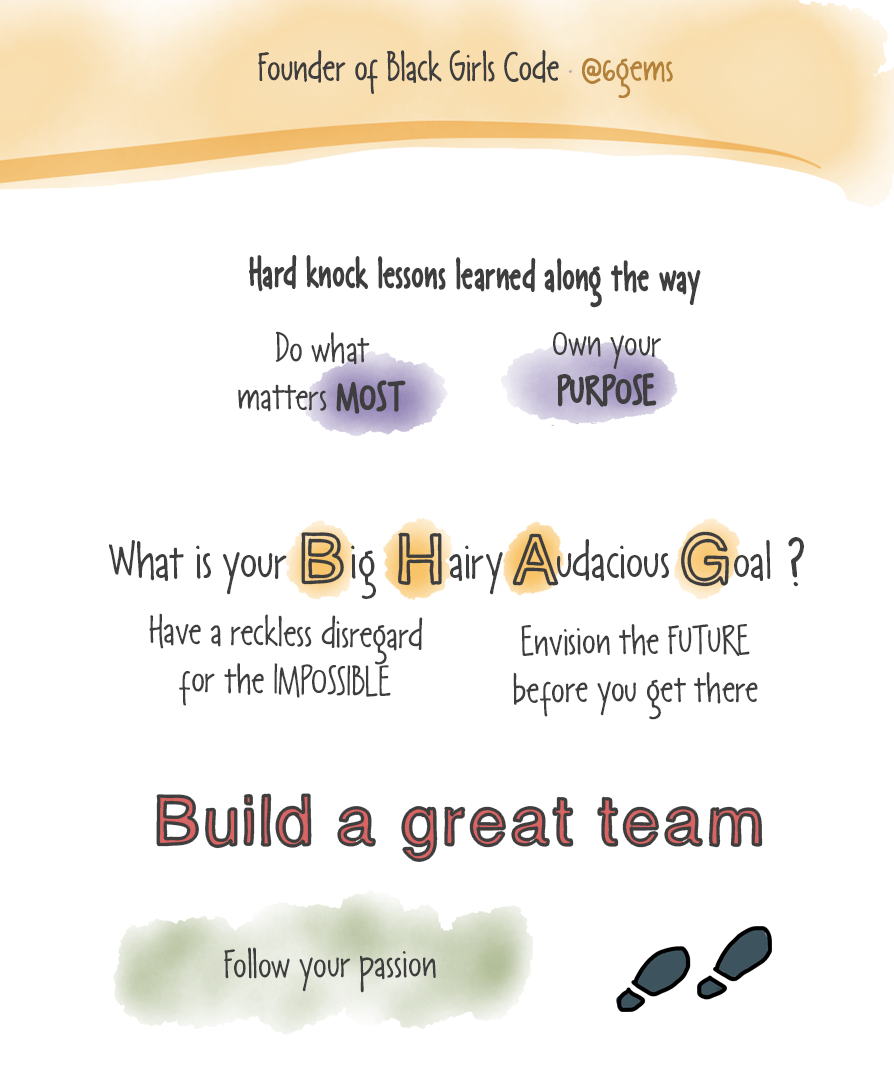 Founder of Black Girls Code · @6gems
Hard knock lessons learned along the way
Do what
matters MOST
Own your
PURPOSE
What is your Big Hairy Audacious Goal ?
Have a reckless disregard
for the IMPOSSIBLE
Envision the FUTURE
before you get there
Build a great team
Follow your passion